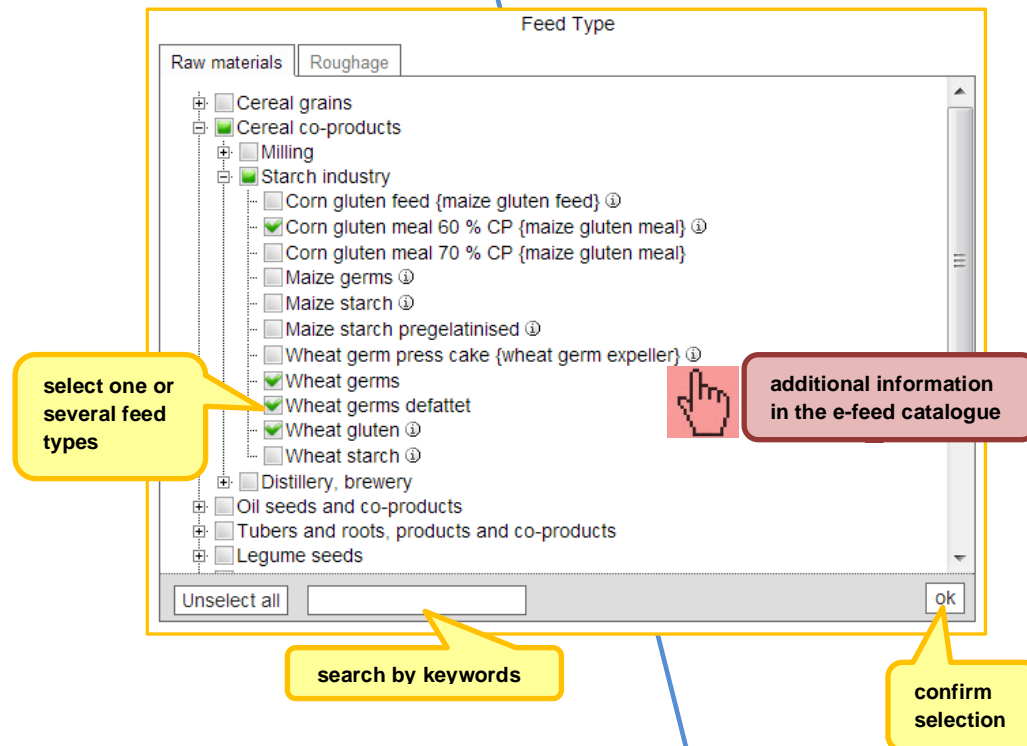 Feed Type
Raw materials
Roughage
Cereal grains
Cereal co-products
Milling
Starch industry
Corn gluten feed {maize gluten feed} ⓘ
Corn gluten meal 60 % CP {maize gluten meal} ⓘ
Corn gluten meal 70 % CP {maize gluten meal}
Maize germs ⓘ
Maize starch ⓘ
Maize starch pregelatinised ⓘ
Wheat germ press cake {wheat germ expeller} ⓘ
Wheat germs
Wheat germs defattet
Wheat gluten ⓘ
Wheat starch ⓘ
Distillery, brewery
Oil seeds and co-products
Tubers and roots, products and co-products
Legume seeds
select one or
several feed
types
additional information
in the e-feed catalogue
Unselect all
ok
search by keywords
confirm
selection